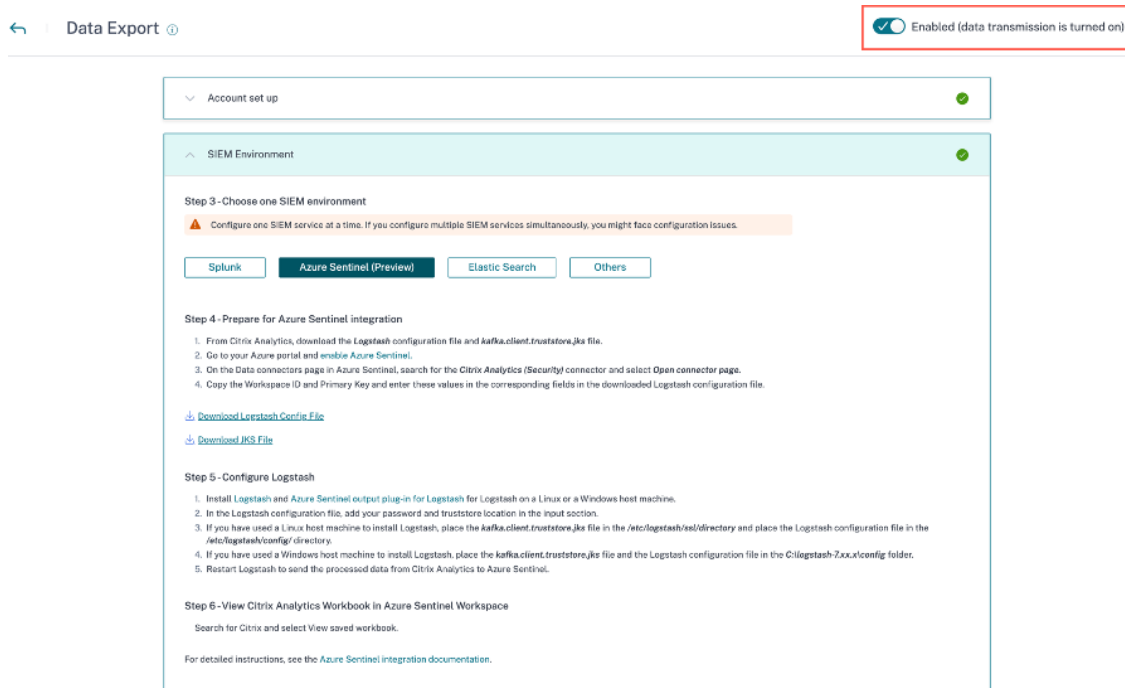 Data Export
Enabled (data transmission is turned on)
Account set up
SIEM Environment
Step 3 - Choose one SIEM environment
Configure one SIEM service at a time. If you configure multiple SIEM services simultaneously, you might face configuration issues.
Splunk
Azure Sentinel (Preview)
Elastic Search
Others
Step 4 - Prepare for Azure Sentinel integration
1. From Citrix Analytics, download the Logstash configuration file and kafka.client.truststore.jks file.
2. Go to your Azure portal and enable Azure Sentinel.
3. On the Data connectors page in Azure Sentinel, search for the Citrix Analytics (Security) connector and select Open connector page.
4. Copy the Workspace ID and Primary Key and enter these values in the corresponding fields in the downloaded Logstash configuration file.
Download Logstash Config File
Download JKS File
Step 5 - Configure Logstash
1. Install Logstash and Azure Sentinel output plug-in for Logstash for Logstash on a Linux or a Windows host machine.
2. In the Logstash configuration file, add your password and truststore location in the input section.
3. If you have used a Linux host machine to install Logstash, place the kafka.client.truststore.jks file in the /etc/logstash/ssl/directory and place the Logstash configuration file in the
/etc/logstash/config/ directory.
4. If you have used a Windows host machine to install Logstash, place the kafka.client.truststore.jks file and the Logstash configuration file in the C:\logstash-7.xx.x\config folder.
5. Restart Logstash to send the processed data from Citrix Analytics to Azure Sentinel.
Step 6 - View Citrix Analytics Workbook in Azure Sentinel Workspace
Search for Citrix and select View saved workbook.
For detailed instructions, see the Azure Sentinel integration documentation.